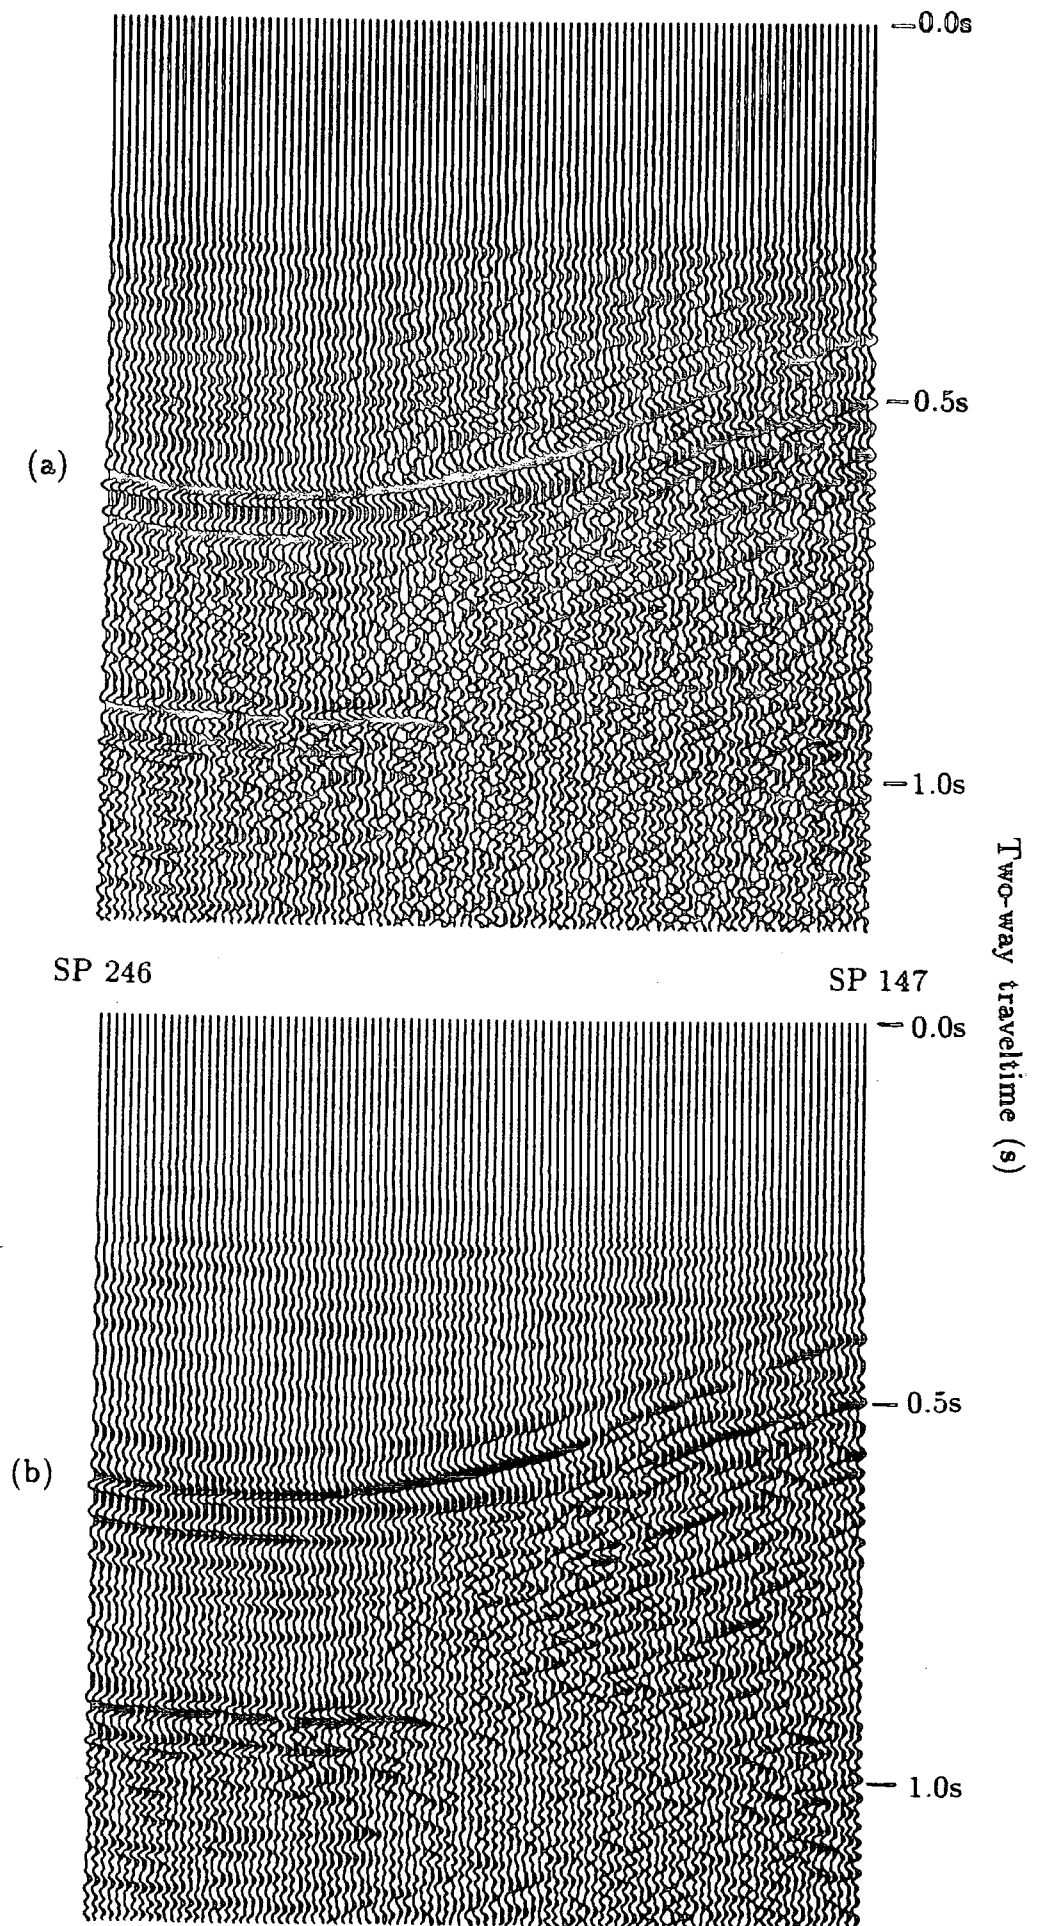 —0.0s
—0.5s
(a)
—1.0s
Two-way traveltime (s)
SP 246
SP 147
—0.0s
—0.5s
(b)
—1.0s